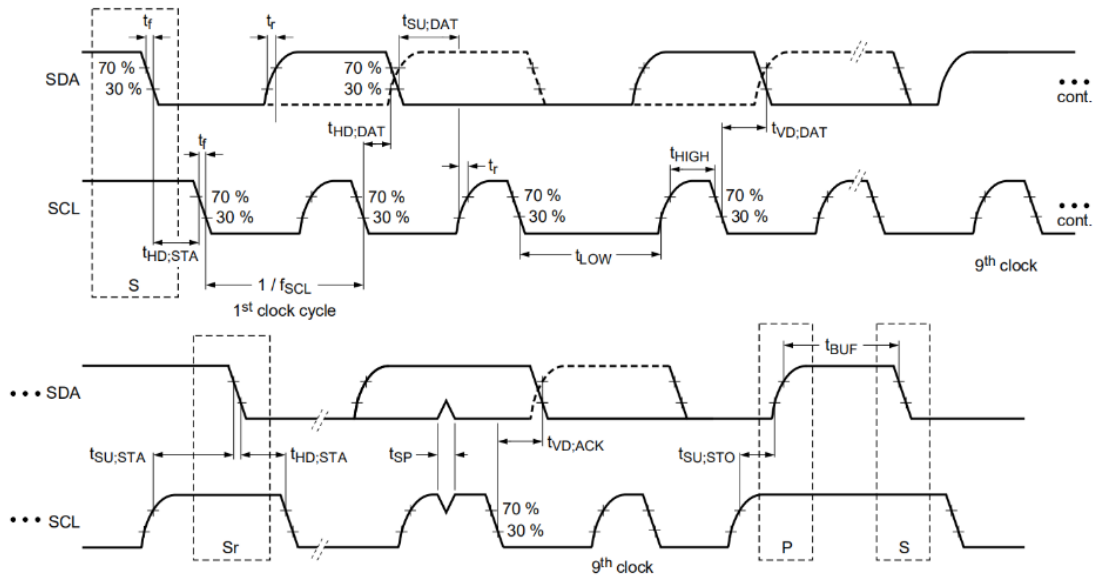 tf tr tSU;DAT
SDA 70 % 30 % 70 % 30 % cont.
tHD;DAT tVD;DAT
tf tr tHIGH
SCL 70 % 30 % 70 % 30 % 70 % 30 % cont.
tHD;STA tLOW
S 1 / fSCL 9th clock
1st clock cycle
tBUF
••• SDA
tSU;STA tHD;STA tSP tVD;ACK tSU;STO
••• SCL 70 % 30 %
Sr P S
9th clock